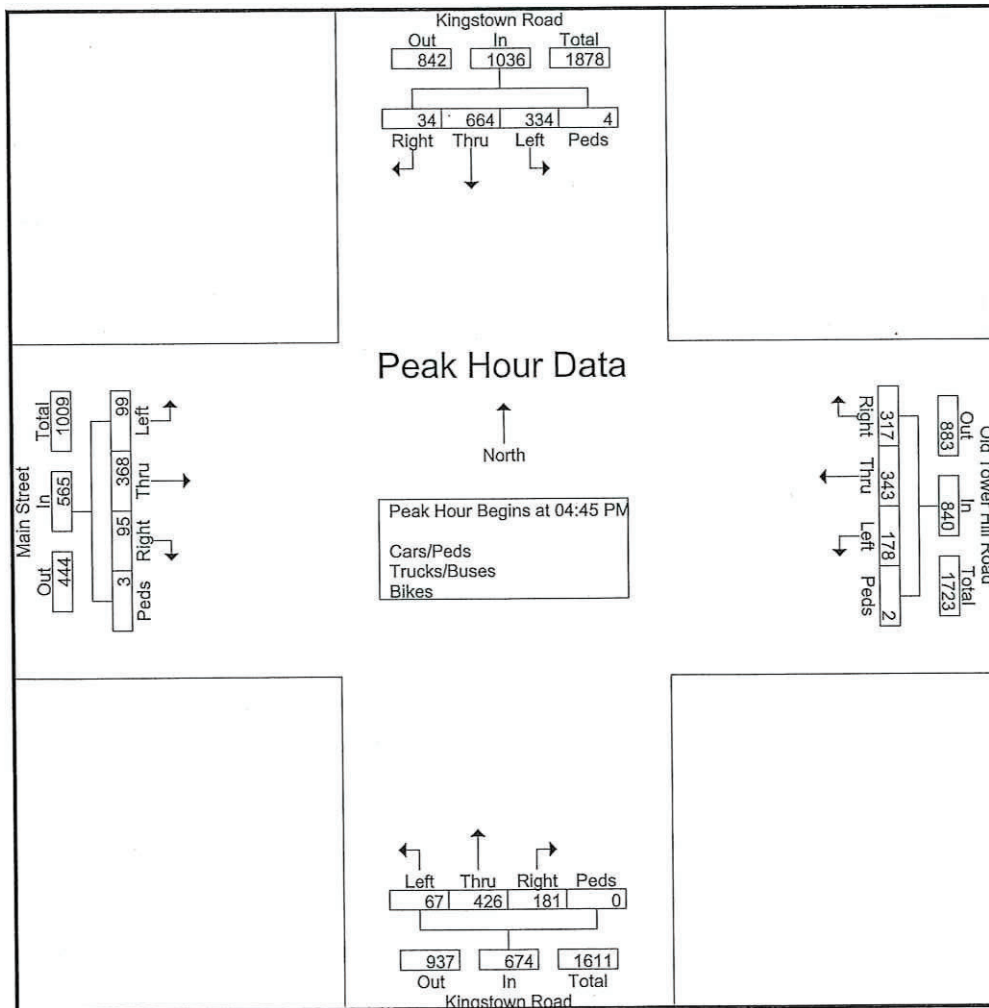 Kingstown Road
Out In Total
842 1036 1878
34 664 334 4
Right Thru Left Peds
Peak Hour Data
North
Peak Hour Begins at 04:45 PM
Cars/Peds
Trucks/Buses
Bikes
Main Street
Out In Total
444 565 1009
Left Thru Right Peds
99 368 95 3
Old Tower Hill Road
Out In Total
883 840 1723
317 343 178 2
Right Thru Left Peds
Left Thru Right Peds
67 426 181 0
937 674 1611
Out In Total
Kingstown Road